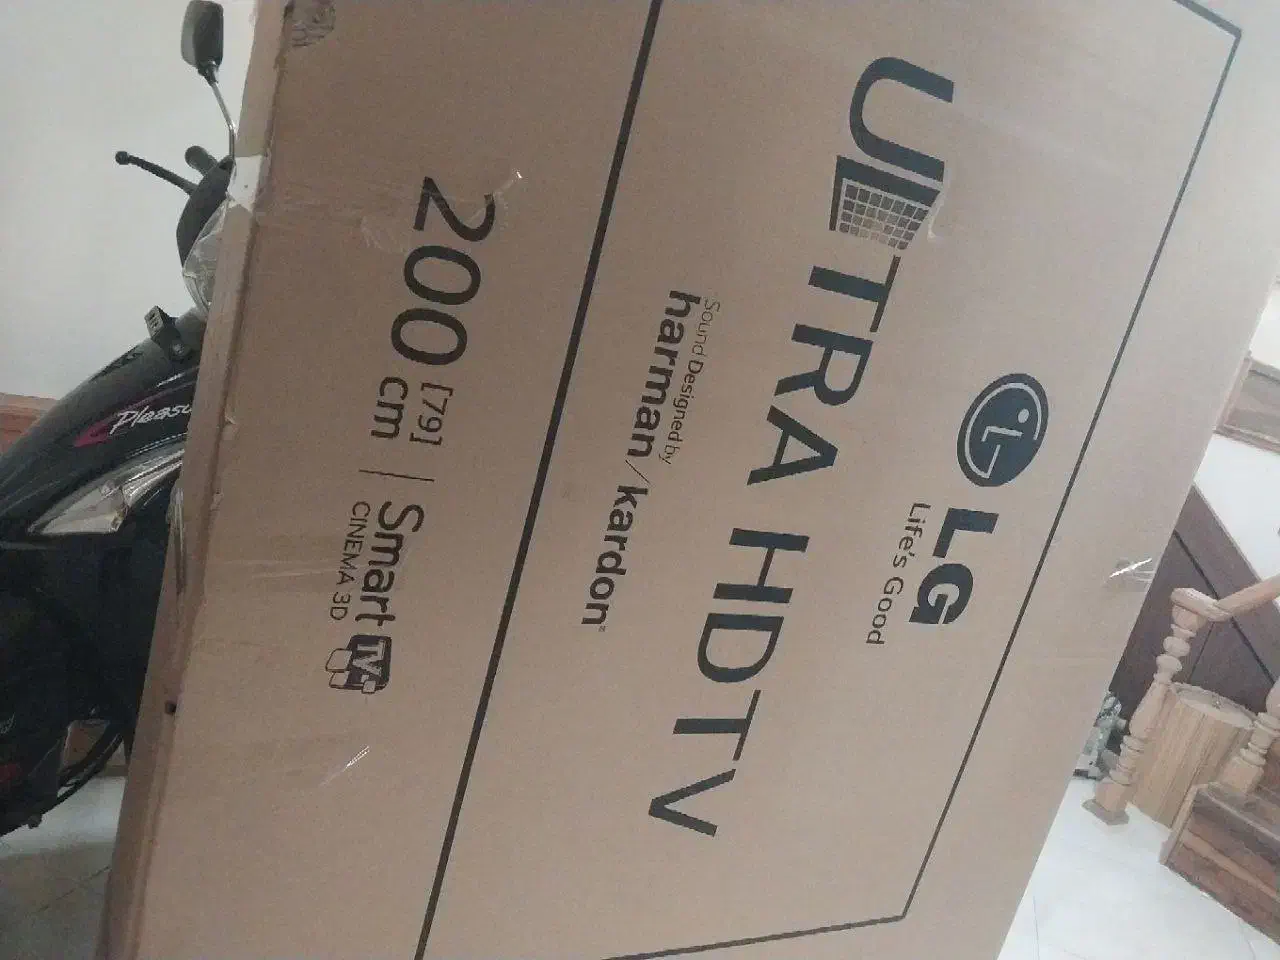 LG
Life's Good
ULTRA HDTV
Sound Designed by
harman/kardon®
200 cm [79] | Smart TV
CINEMA 3D
Pleasu